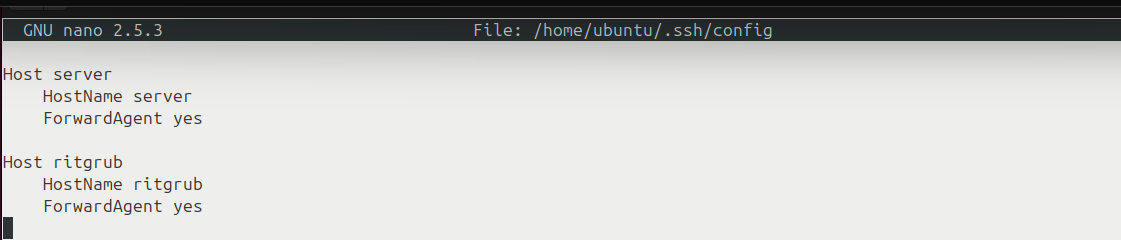 GNU nano 2.5.3 File: /home/ubuntu/.ssh/config
Host server
    HostName server
    ForwardAgent yes
Host ritgrub
    HostName ritgrub
    ForwardAgent yes